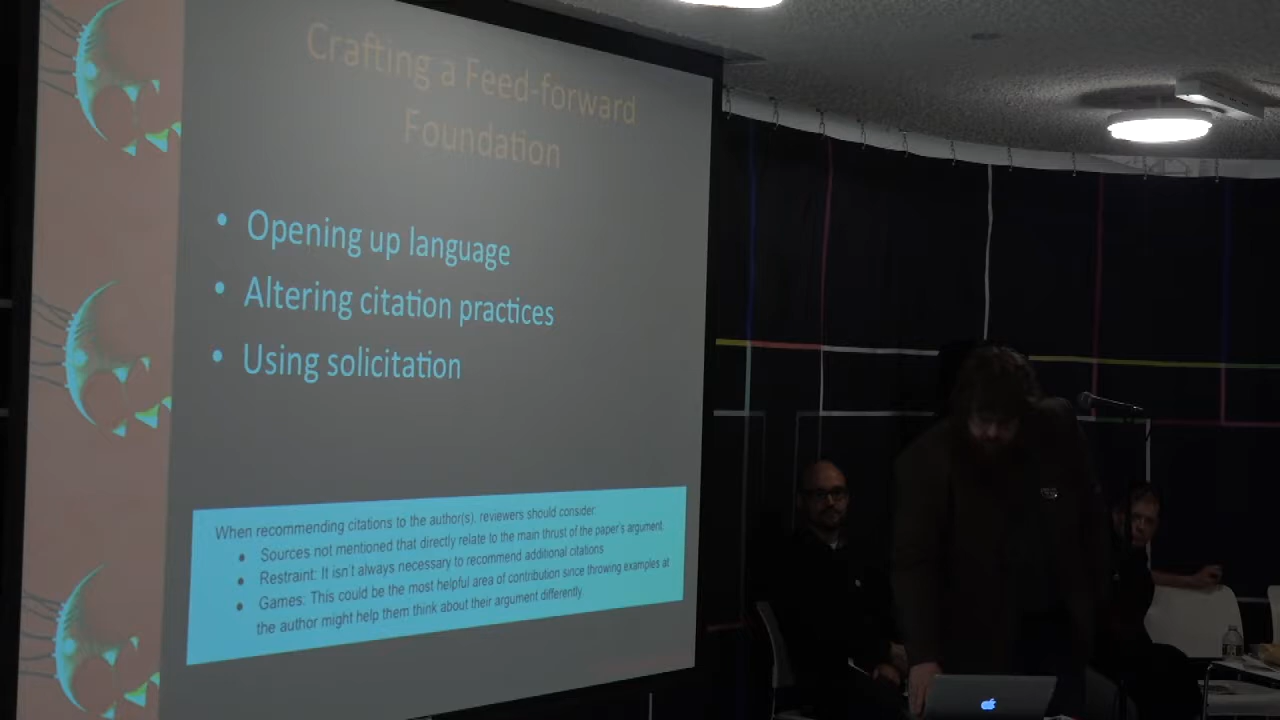 Crafting a Feed-forward
Foundation
• Opening up language
• Altering citation practices
• Using solicitation
When recommending citations to the author(s), reviewers should consider:
• Sources not mentioned that directly relate to the main thrust of the paper's argument.
• Restraint: It isn't always necessary to recommend additional citations
• Games: This could be the most helpful area of contribution since throwing examples at
the author might help them think about their argument differently.